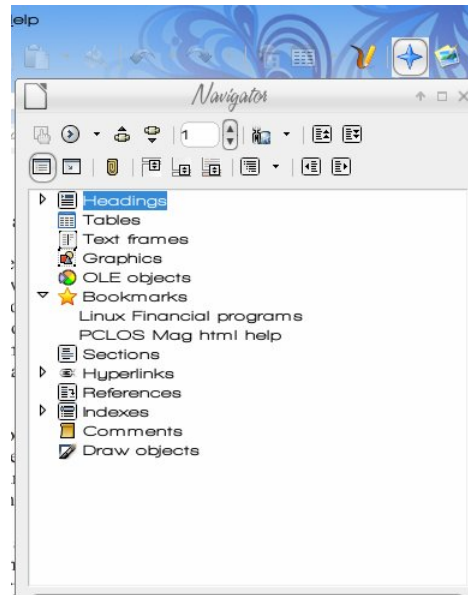 elp
Navigator
1
Headings
Tables
Text frames
Graphics
OLE objects
Bookmarks
Linux Financial programs
PCLOS Mag html help
Sections
Hyperlinks
References
Indexes
Comments
Draw objects